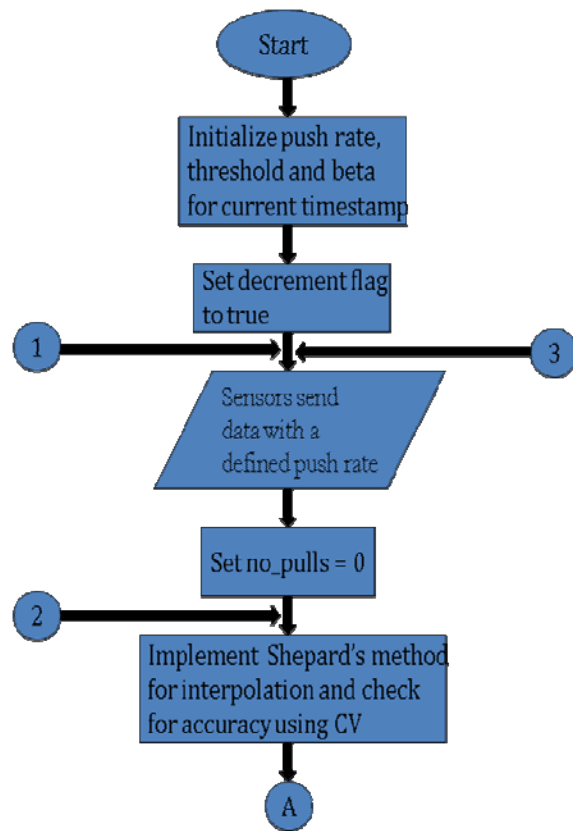 Start
Initialize push rate,
threshold and beta
for current timestamp
Set decrement flag
to true
1
3
Sensors send
data with a
defined push rate
Set no_pulls = 0
2
Implement Shepard's method
for interpolation and check
for accuracy using CV
A